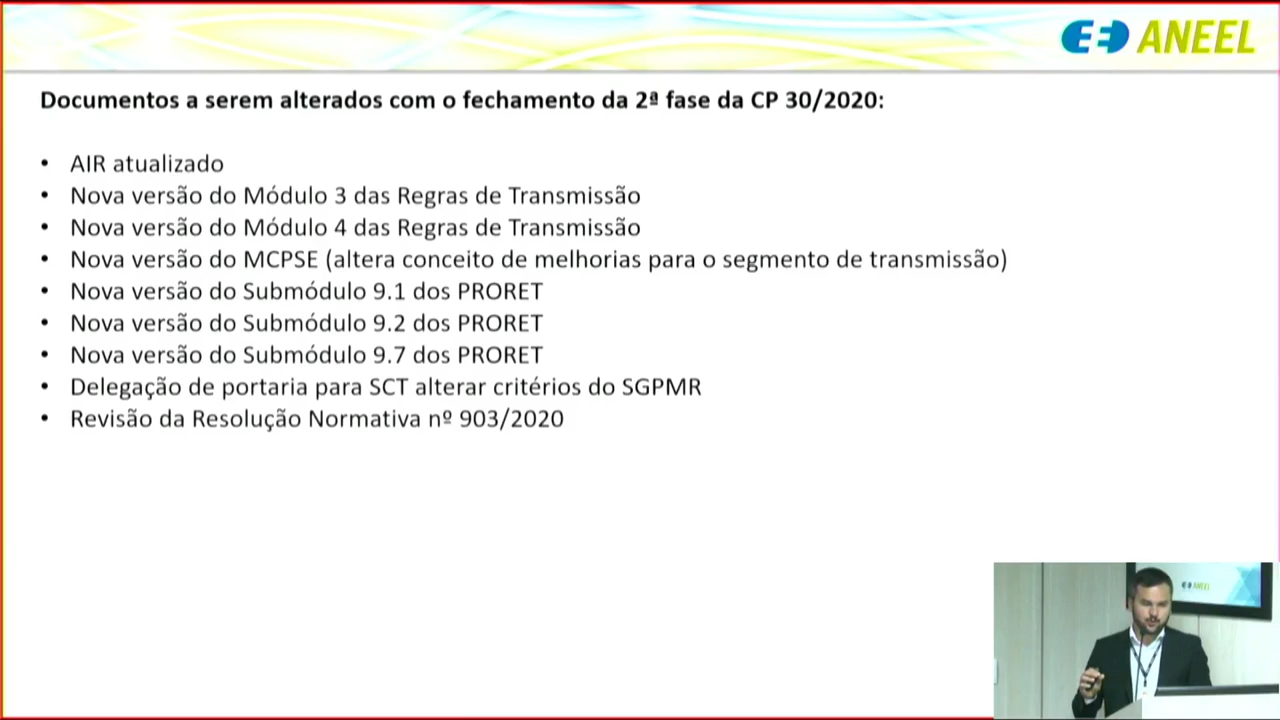 ANEEL
Documentos a serem alterados com o fechamento da 2ª fase da CP 30/2020:
• AIR atualizado
• Nova versão do Módulo 3 das Regras de Transmissão
• Nova versão do Módulo 4 das Regras de Transmissão
• Nova versão do MCPSE (altera conceito de melhorias para o segmento de transmissão)
• Nova versão do Submódulo 9.1 dos PRORET
• Nova versão do Submódulo 9.2 dos PRORET
• Nova versão do Submódulo 9.7 dos PRORET
• Delegação de portaria para SCT alterar critérios do SGPMR
• Revisão da Resolução Normativa nº 903/2020
ANEEL